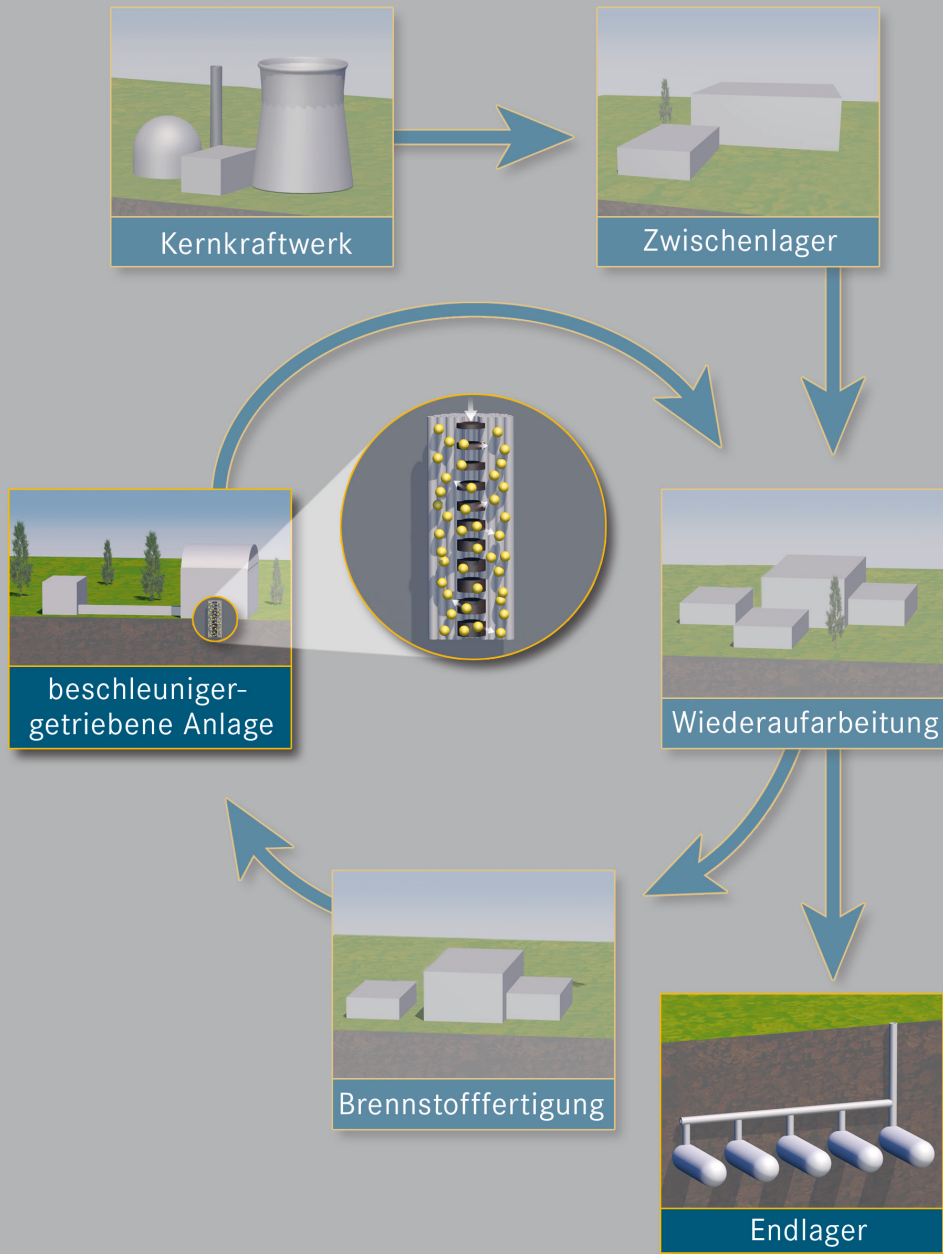 Kernkraftwerk
Zwischenlager
beschleuniger-
getriebene Anlage
Wiederaufarbeitung
Brennstofffertigung
Endlager